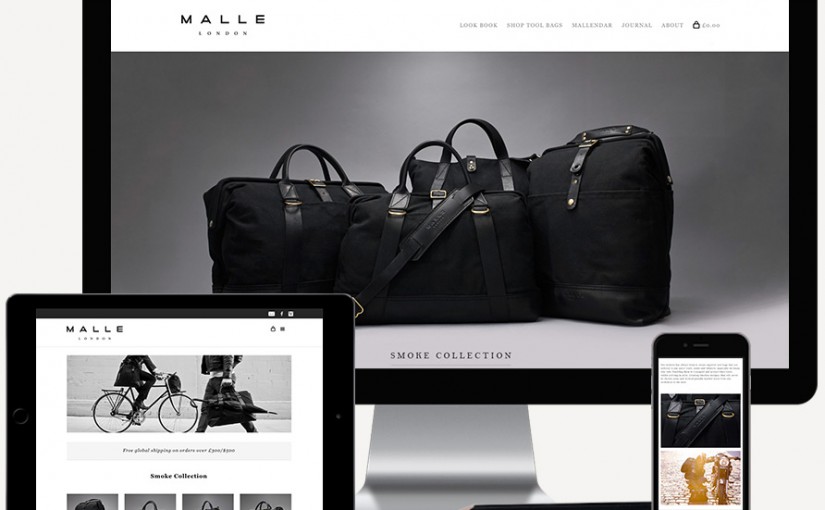 MALLE
LONDON
LOOK BOOK SHOP TOOL BAGS MALLENDAR JOURNAL ABOUT £0.00
MALLE
SMOKE COLLECTION
MALLE
LONDON
Free global shipping on orders over £300/$500
Smoke Collection